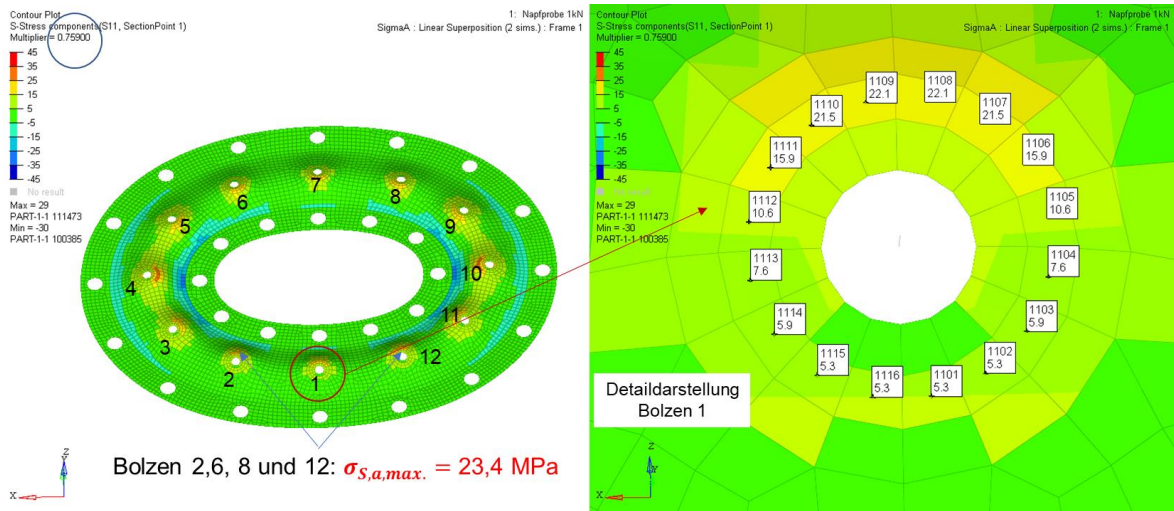 Contour Plot
S-Stress components(S11, SectionPoint 1)
Multiplier = 0.75900
45
35
25
15
5
-5
-15
-25
-35
-45
No result
Max = 29
PART-1-1 111473
Min = -30
PART-1-1 100385
1: Napfprobe 1kN
SigmaA : Linear Superposition (2 sims.) : Frame 1
7
6
8
5
9
4
10
3
11
2
1
12
Z
Y
X
Bolzen 2,6, 8 und 12: σS,a,max. = 23,4 MPa
Contour Plot
S-Stress components(S11, SectionPoint 1)
Multiplier = 0.75900
45
35
25
15
5
-5
-15
-25
-35
-45
No result
Max = 29
PART-1-1 111473
Min = -30
PART-1-1 100385
1: Napfprobe 1kN
SigmaA : Linear Superposition (2 sims.) : Frame 1
1109
22.1
1108
22.1
1110
21.5
1107
21.5
1111
15.9
1106
15.9
1112
10.6
1105
10.6
1113
7.6
1104
7.6
1114
5.9
1103
5.9
1115
5.3
1102
5.3
1116
5.3
1101
5.3
Detaildarstellung
Bolzen 1
Z
Y
X